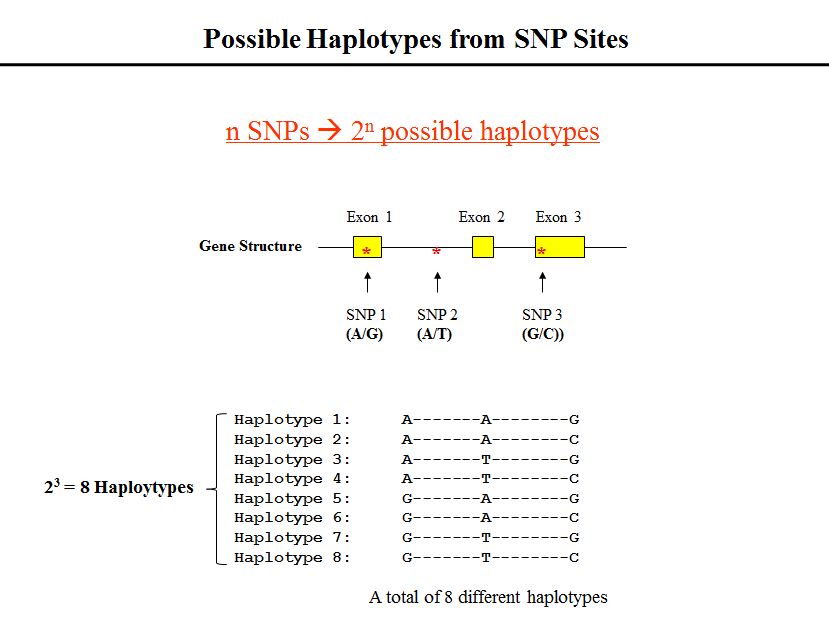 Possible Haplotypes from SNP Sites
n SNPs → 2ⁿ possible haplotypes
Exon 1 Exon 2 Exon 3
Gene Structure * * *
SNP 1 SNP 2 SNP 3
(A/G) (A/T) (G/C))
Haplotype 1: A-------A--------G
Haplotype 2: A-------A--------C
Haplotype 3: A-------T--------G
Haplotype 4: A-------T--------C
2³ = 8 Haploytypes
Haplotype 5: G-------A--------G
Haplotype 6: G-------A--------C
Haplotype 7: G-------T--------G
Haplotype 8: G-------T--------C
A total of 8 different haplotypes